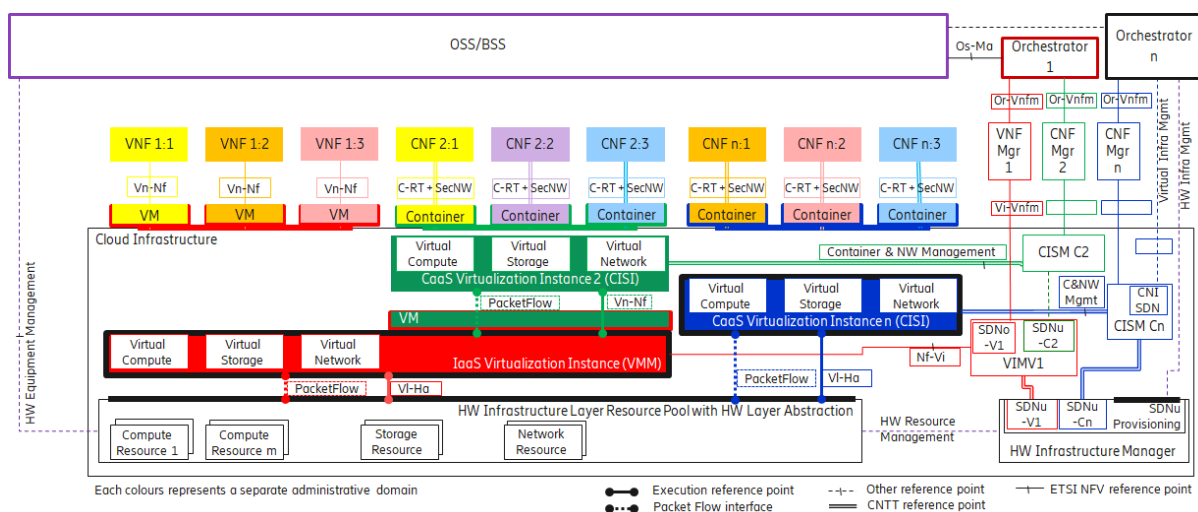 OSS/BSS
Os-Ma
Orchestrator
1
Orchestrator
n
Or-Vnfm
Or-Vnfm
Or-Vnfm
VNF
Mgr
1
CNF
Mgr
2
CNF
Mgr
n
Virtual Infra Mgmt
HW Infra Mgmt
VNF 1:1
VNF 1:2
VNF 1:3
CNF 2:1
CNF 2:2
CNF 2:3
CNF n:1
CNF n:2
CNF n:3
Vn-Nf
Vn-Nf
Vn-Nf
C-RT + SecNW
C-RT + SecNW
C-RT + SecNW
C-RT + SecNW
C-RT + SecNW
C-RT + SecNW
VM
VM
VM
Container
Container
Container
Container
Container
Container
Vi-Vnfm
Cloud Infrastructure
Virtual
Compute
Virtual
Storage
Virtual
Network
CaaS Virtualization Instance 2 (CISI)
Container & NW Management
CISM C2
PacketFlow
Vn-Nf
Virtual
Compute
Virtual
Storage
Virtual
Network
CaaS Virtualization Instance n (CISI)
C&NW
Mgmt
CNI
SDN
CISM Cn
VM
Virtual
Compute
Virtual
Storage
Virtual
Network
IaaS Virtualization Instance (VMM)
Nf-Vi
SDNo
-V1
SDNu
-C2
VIMV1
PacketFlow
Vl-Ha
PacketFlow
Vl-Ha
HW Equipment Management
HW Infrastructure Layer Resource Pool with HW Layer Abstraction
Compute
Resource 1
Compute
Resource m
Storage
Resource
Network
Resource
HW Resource
Management
SDNu
-V1
SDNu
-Cn
SDNu
Provisioning
HW Infrastructure Manager
Each colours represents a separate administrative domain
Execution reference point
Packet Flow interface
Other reference point
CNTT reference point
ETSI NFV reference point